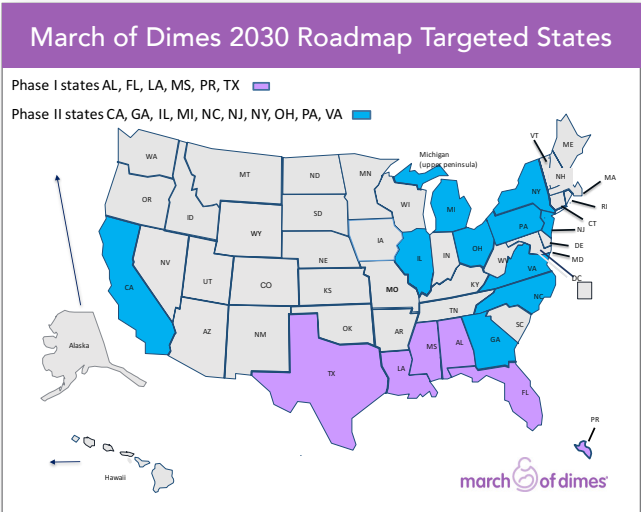 March of Dimes 2030 Roadmap Targeted States
Phase I states AL, FL, LA, MS, PR, TX
Phase II states CA, GA, IL, MI, NC, NJ, NY, OH, PA, VA
Michigan
(upper peninsula)
VT
ME
WA
MT
ND
MN
NH
MA
OR
ID
SD
WI
MI
NY
RI
WY
CT
NJ
PA
IA
NV
NE
IL
IN
OH
DE
MD
UT
CO
WV
VA
DC
CA
KS
MO
KY
NC
TN
AZ
NM
OK
AR
SC
Alaska
MS
AL
GA
TX
LA
FL
PR
Hawaii
march of dimes